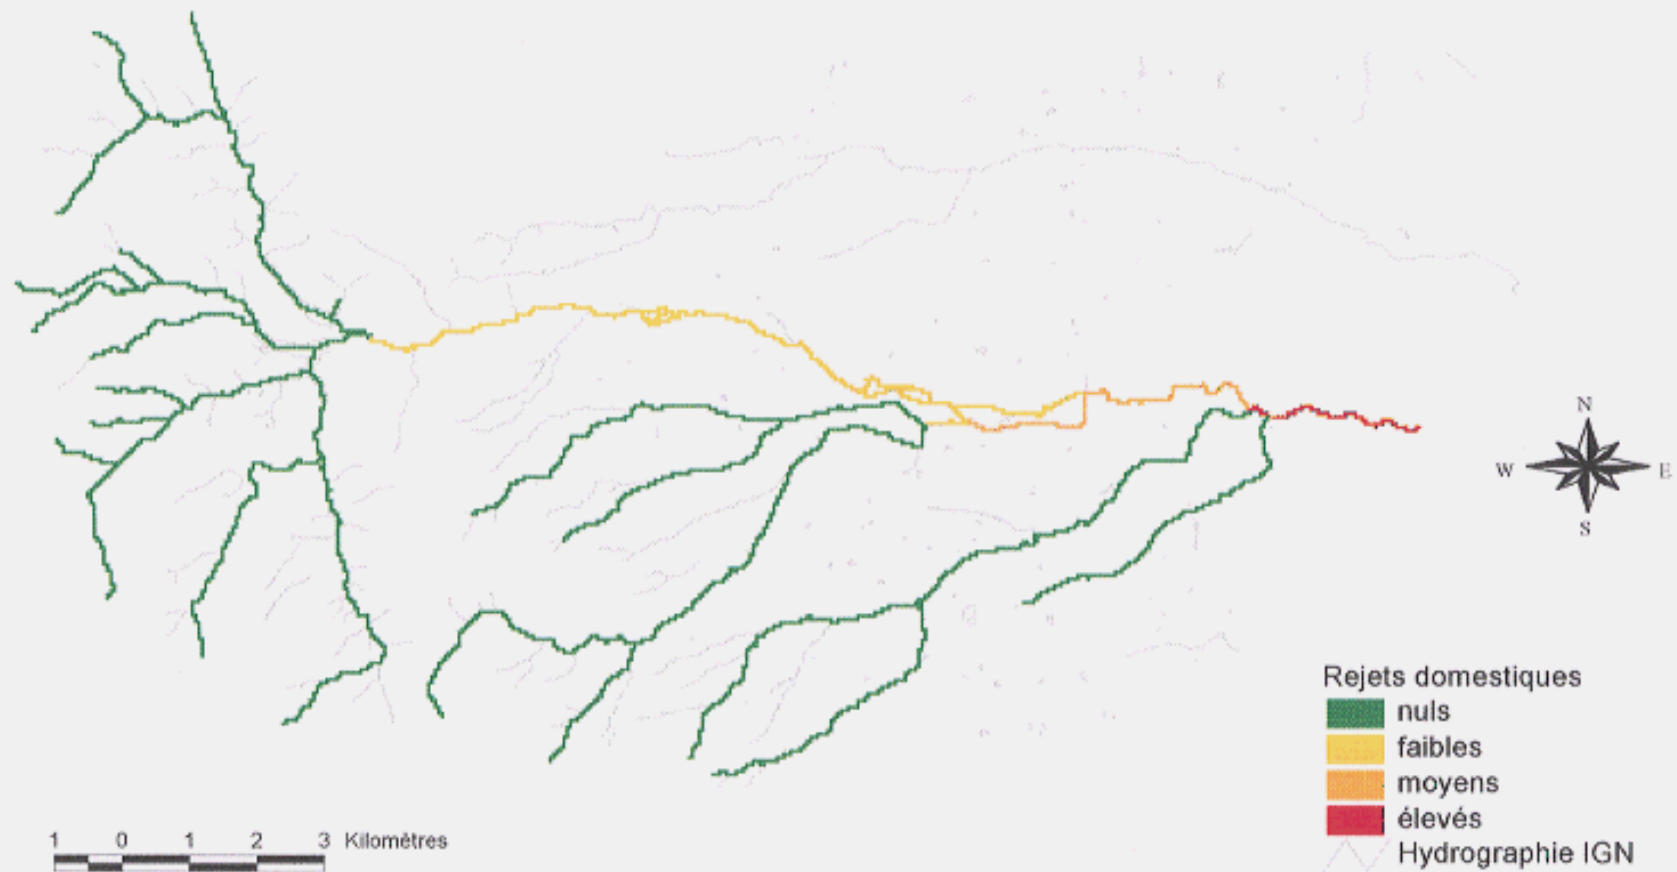 N
W E
S
Rejets domestiques
nuls
faibles
moyens
élevés
Hydrographie IGN
1 0 1 2 3 Kilomètres